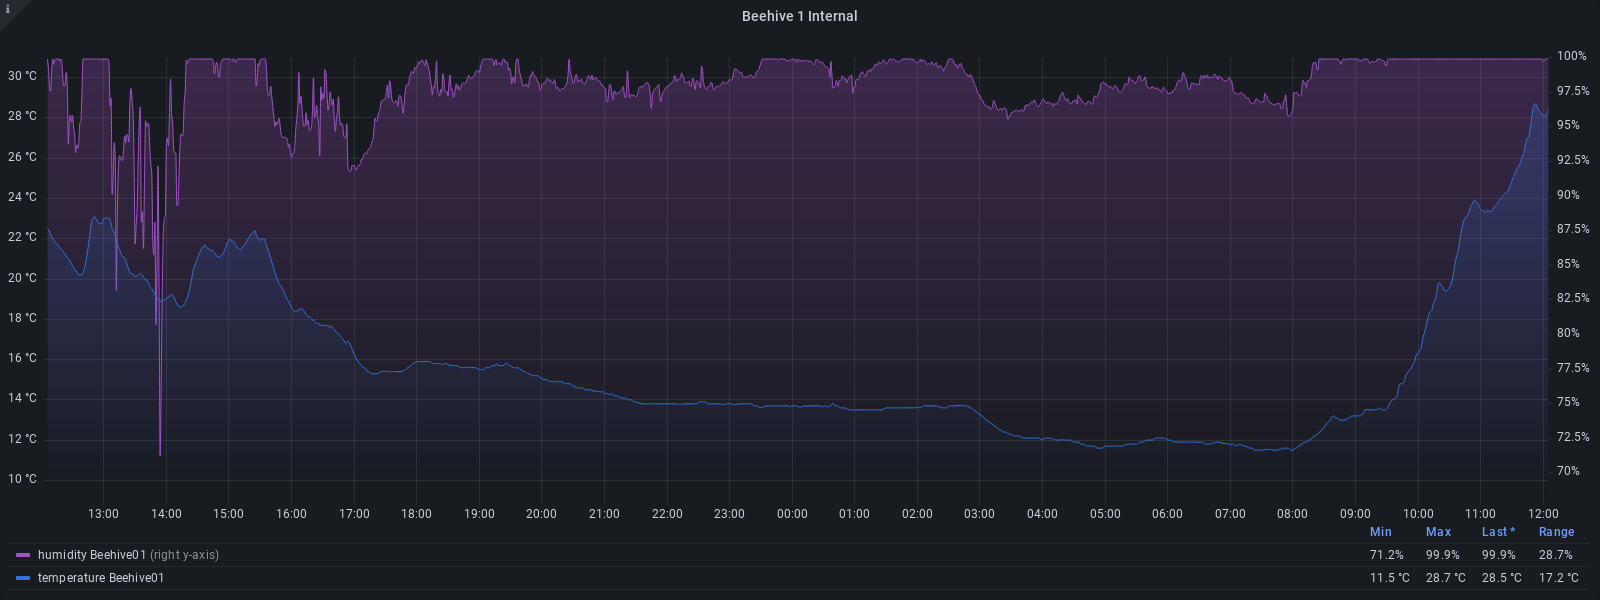 i
Beehive 1 Internal
30 °C
28 °C
26 °C
24 °C
22 °C
20 °C
18 °C
16 °C
14 °C
12 °C
10 °C
100%
97.5%
95%
92.5%
90%
87.5%
85%
82.5%
80%
77.5%
75%
72.5%
70%
13:00 14:00 15:00 16:00 17:00 18:00 19:00 20:00 21:00 22:00 23:00 00:00 01:00 02:00 03:00 04:00 05:00 06:00 07:00 08:00 09:00 10:00 11:00 12:00
Min Max Last * Range
humidity Beehive01 (right y-axis) 71.2% 99.9% 99.9% 28.7%
temperature Beehive01 11.5 °C 28.7 °C 28.5 °C 17.2 °C